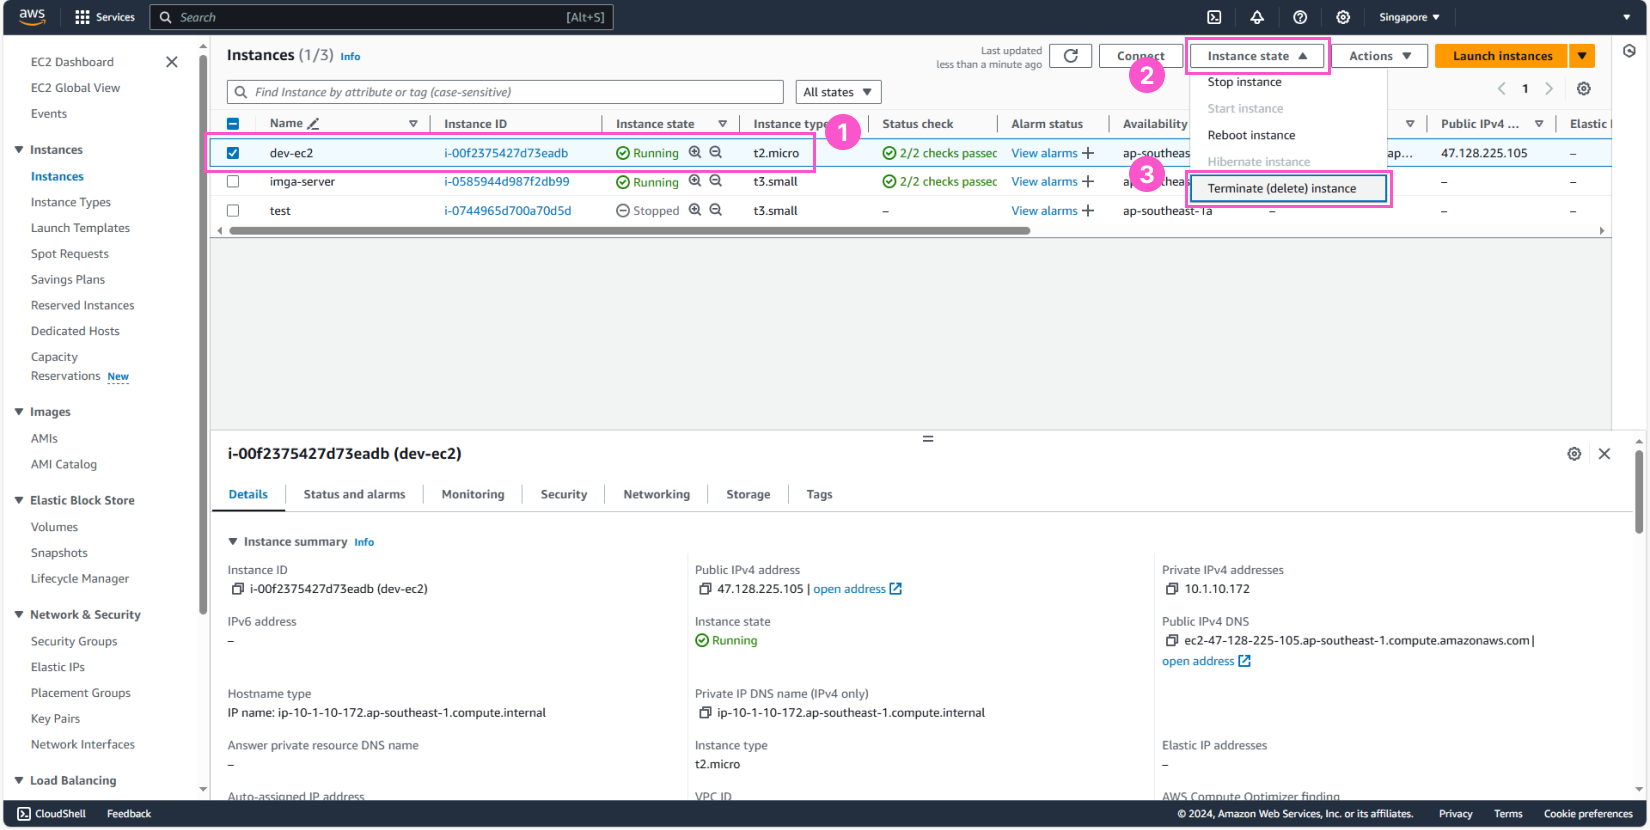 aws
Services
Search
[Alt+S]
Singapore
EC2 Dashboard
EC2 Global View
Events
Instances
Instances
Instance Types
Launch Templates
Spot Requests
Savings Plans
Reserved Instances
Dedicated Hosts
Capacity
Reservations New
Images
AMIs
AMI Catalog
Elastic Block Store
Volumes
Snapshots
Lifecycle Manager
Network & Security
Security Groups
Elastic IPs
Placement Groups
Key Pairs
Network Interfaces
Load Balancing
Instances (1/3) Info
Last updated
less than a minute ago
Connect
Instance state
Actions
Launch instances
2
Find Instance by attribute or tag (case-sensitive)
All states
1
Stop instance
Start instance
Reboot instance
Hibernate instance
3
Terminate (delete) instance
Name Instance ID Instance state Instance type Status check Alarm status Availability Public IPv4 ... Elastic
1
dev-ec2 i-00f2375427d73eadb Running t2.micro 2/2 checks passec View alarms ap-southeas ap... 47.128.225.105 –
imga-server i-0585944d987f2db99 Running t3.small 2/2 checks passec View alarms ap-southeas – –
test i-0744965d700a70d5d Stopped t3.small – View alarms ap-southeast-1a – – –
i-00f2375427d73eadb (dev-ec2)
Details Status and alarms Monitoring Security Networking Storage Tags
Instance summary Info
Instance ID
i-00f2375427d73eadb (dev-ec2)
Public IPv4 address
47.128.225.105 | open address
Private IPv4 addresses
10.1.10.172
IPv6 address
–
Instance state
Running
Public IPv4 DNS
ec2-47-128-225-105.ap-southeast-1.compute.amazonaws.com |
open address
Hostname type
IP name: ip-10-1-10-172.ap-southeast-1.compute.internal
Private IP DNS name (IPv4 only)
ip-10-1-10-172.ap-southeast-1.compute.internal
Answer private resource DNS name
–
Instance type
t2.micro
Elastic IP addresses
–
Auto-assigned IP address
VPC ID
AWS Compute Optimizer finding
CloudShell Feedback
© 2024, Amazon Web Services, Inc. or its affiliates. Privacy Terms Cookie preferences